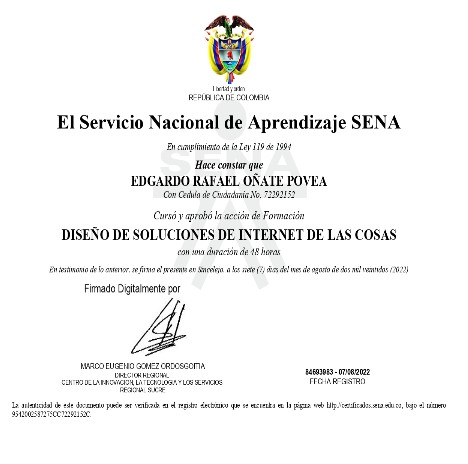 Libertad y orden
REPÚBLICA DE COLOMBIA
El Servicio Nacional de Aprendizaje SENA
En cumplimiento de la Ley 119 de 1994
Hace constar que
EDGARDO RAFAEL OÑATE POVEA
Con Cedula de Ciudadania No. 72292152
Cursó y aprobó la acción de Formación
DISEÑO DE SOLUCIONES DE INTERNET DE LAS COSAS
con una duración de 48 horas
En testimonio de lo anterior, se firma el presente en Sincelejo, a los siete (7) días del mes de agosto de dos mil veintidos (2022)
Firmado Digitalmente por
MARCO EUGENIO GOMEZ ORDOSGOITIA
DIRECTOR REGIONAL
CENTRO DE LA INNOVACION, LA TECNOLOGIA Y LOS SERVICIOS
REGIONAL SUCRE
84693983 - 07/08/2022
FECHA REGISTRO
La autenticidad de este documento puede ser verificada en el registro electrónico que se encuentra en la página web http://certificados.sena.edu.co, bajo el número
9542002587275CC72292152C.
SENA